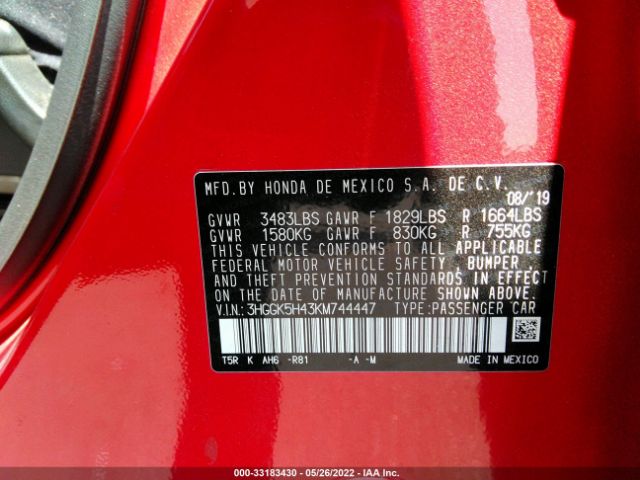 MFD.BY HONDA DE MEXICO S.A. DE C.V.
08/'19
GVWR 3483LBS GAWR F 1829LBS R 1664LBS
GVWR 1580KG GAWR F 830KG R 755KG
THIS VEHICLE CONFORMS TO ALL APPLICABLE
FEDERAL MOTOR VEHICLE SAFETY, BUMPER
AND THEFT PREVENTION STANDARDS IN EFFECT
ON THE DATE OF MANUFACTURE SHOWN ABOVE.
V.I.N.: 3HGGK5H43KM744447 TYPE:PASSENGER CAR
T5R K AH6 -R81 -A -M MADE IN MEXICO
000-33183430 - 05/26/2022 - IAA Inc.